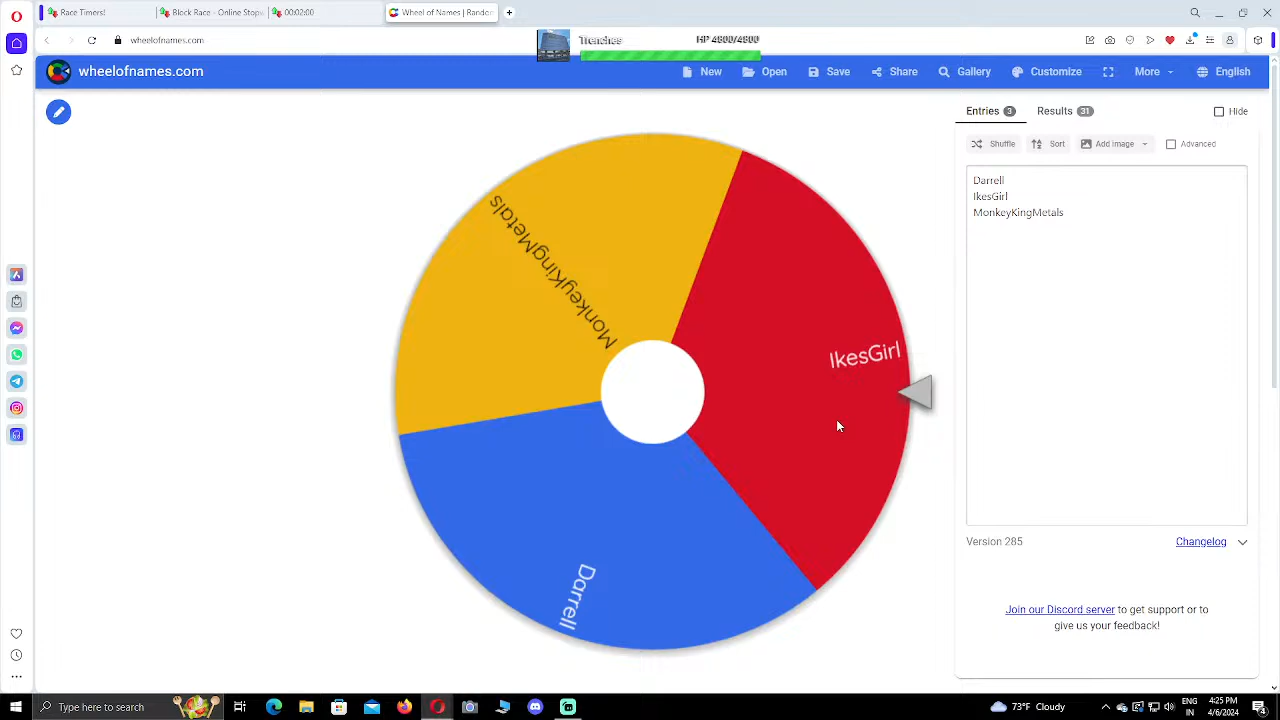 Race Timers!
Block Race - Online Stops
00:02:00
Wheel of Names | Randor
wheelofnames.com
Trenches
HP 4800/4800
wheelofnames.com
New
Open
Save
Share
Gallery
Customize
More
English
Entries 3
Results 31
Hide
Shuffle
Sort
Add image
Advanced
Darrell
IkesGirl
MonkeyKingMetals
MonkeyKingMetals
IkesGirl
Darrell
Version 285
Changelog
Join our Discord server to get support or to
give us your feedback!
Type here to search
73°F Cloudy
ENG
IN
4:25 PM
4/6/2024